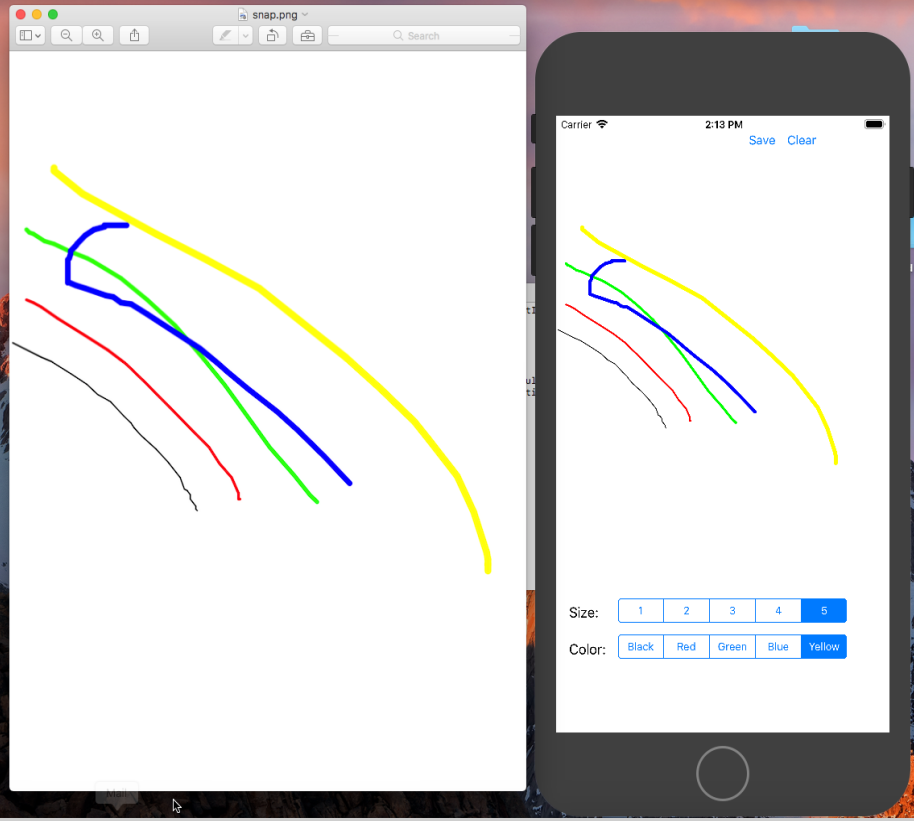 snap.png
Search
Carrier
2:13 PM
Save Clear
Size: 1 2 3 4 5
Color: Black Red Green Blue Yellow
Mail